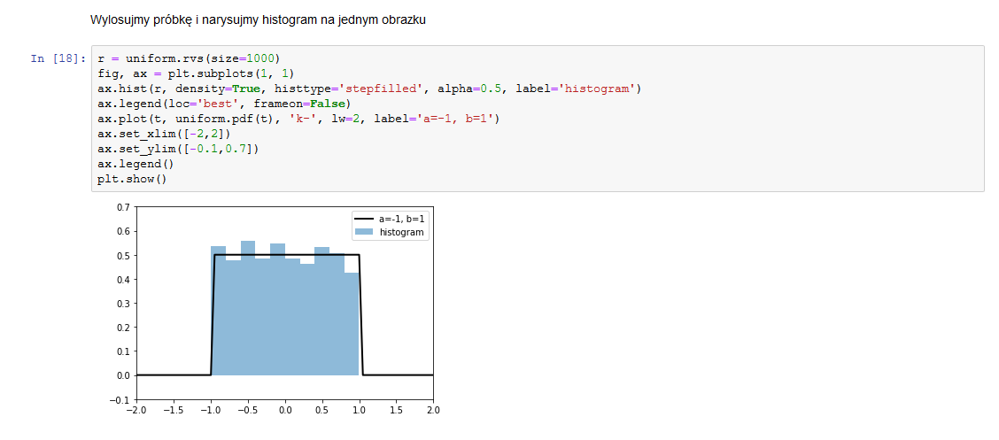 Wylosujmy próbkę i narysujmy histogram na jednym obrazku
In [18]:
r = uniform.rvs(size=1000)
fig, ax = plt.subplots(1, 1)
ax.hist(r, density=True, histtype='stepfilled', alpha=0.5, label='histogram')
ax.legend(loc='best', frameon=False)
ax.plot(t, uniform.pdf(t), 'k-', lw=2, label='a=-1, b=1')
ax.set_xlim([-2,2])
ax.set_ylim([-0.1,0.7])
ax.legend()
plt.show()
a=-1, b=1
histogram
0.7
0.6
0.5
0.4
0.3
0.2
0.1
0.0
−0.1
−2.0 −1.5 −1.0 −0.5 0.0 0.5 1.0 1.5 2.0